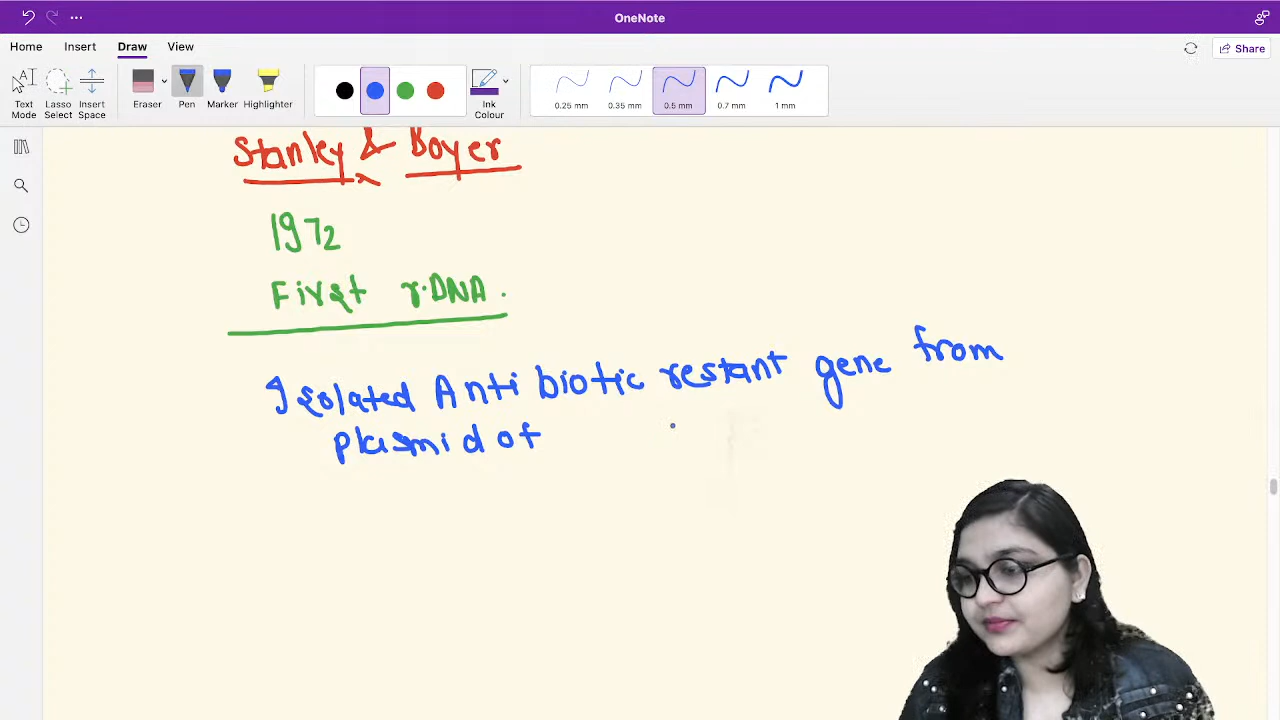 OneNote
Home Insert Draw View
Share
Text Mode
Lasso Select
Insert Space
Eraser
Pen
Marker
Highlighter
Ink Colour
0.25 mm
0.35 mm
0.5 mm
0.7 mm
1 mm
Stanley & Boyer
1972
First r.DNA.
Isolated Anti biotic restant gene from
plasmid of